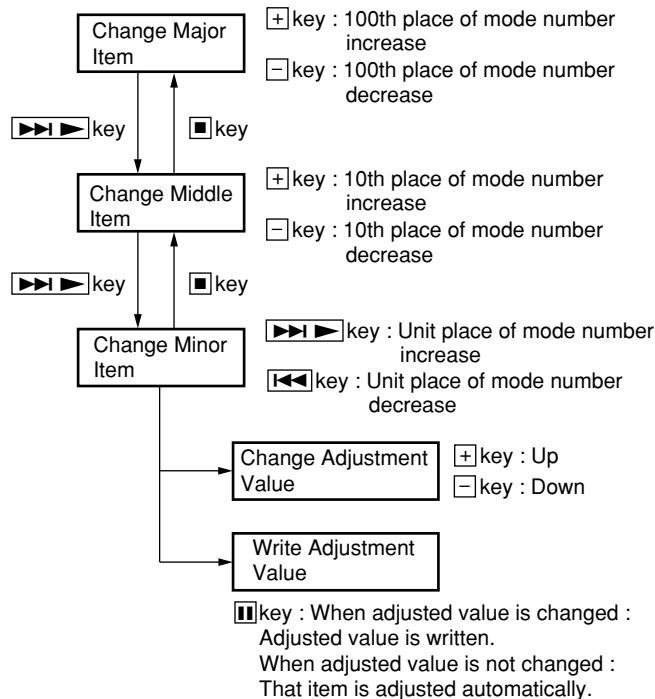 Change Major
Item
+ key : 100th place of mode number
increase
− key : 100th place of mode number
decrease
▶▶I ▶ key
■ key
Change Middle
Item
+ key : 10th place of mode number
increase
− key : 10th place of mode number
decrease
▶▶I ▶ key
■ key
Change Minor
Item
▶▶I ▶ key : Unit place of mode number
increase
I◀◀ key : Unit place of mode number
decrease
Change Adjustment
Value
+ key : Up
− key : Down
Write Adjustment
Value
II key : When adjusted value is changed :
Adjusted value is written.
When adjusted value is not changed :
That item is adjusted automatically.